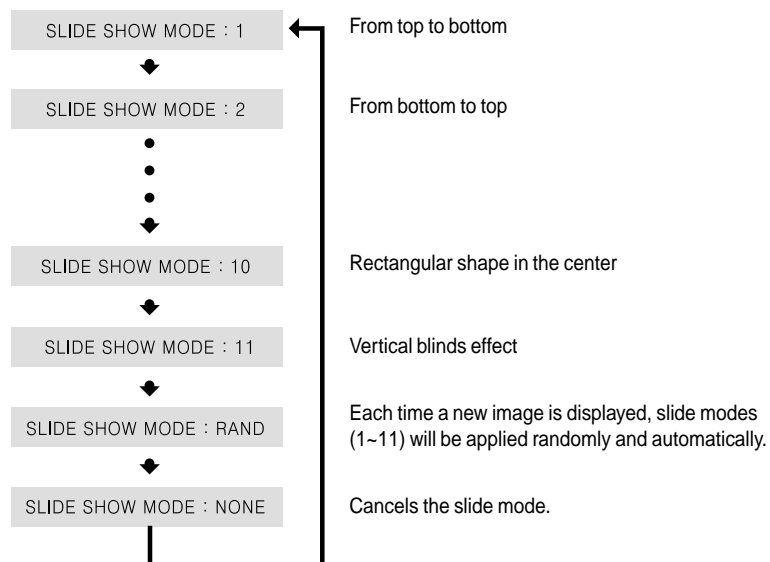 SLIDE SHOW MODE : 1
From top to bottom
SLIDE SHOW MODE : 2
From bottom to top
SLIDE SHOW MODE : 10
Rectangular shape in the center
SLIDE SHOW MODE : 11
Vertical blinds effect
SLIDE SHOW MODE : RAND
Each time a new image is displayed, slide modes
(1~11) will be applied randomly and automatically.
SLIDE SHOW MODE : NONE
Cancels the slide mode.